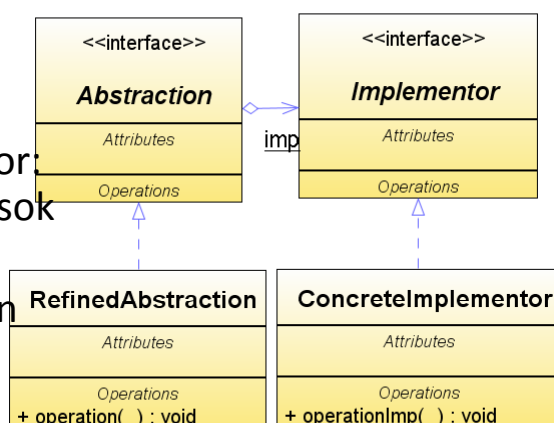 <<interface>>
Abstraction
Attributes
Operations
imp
<<interface>>
Implementor
Attributes
Operations
or:
sok
n
RefinedAbstraction
Attributes
Operations
+ operation( ) : void
ConcreteImplementor
Attributes
Operations
+ operationImp( ) : void